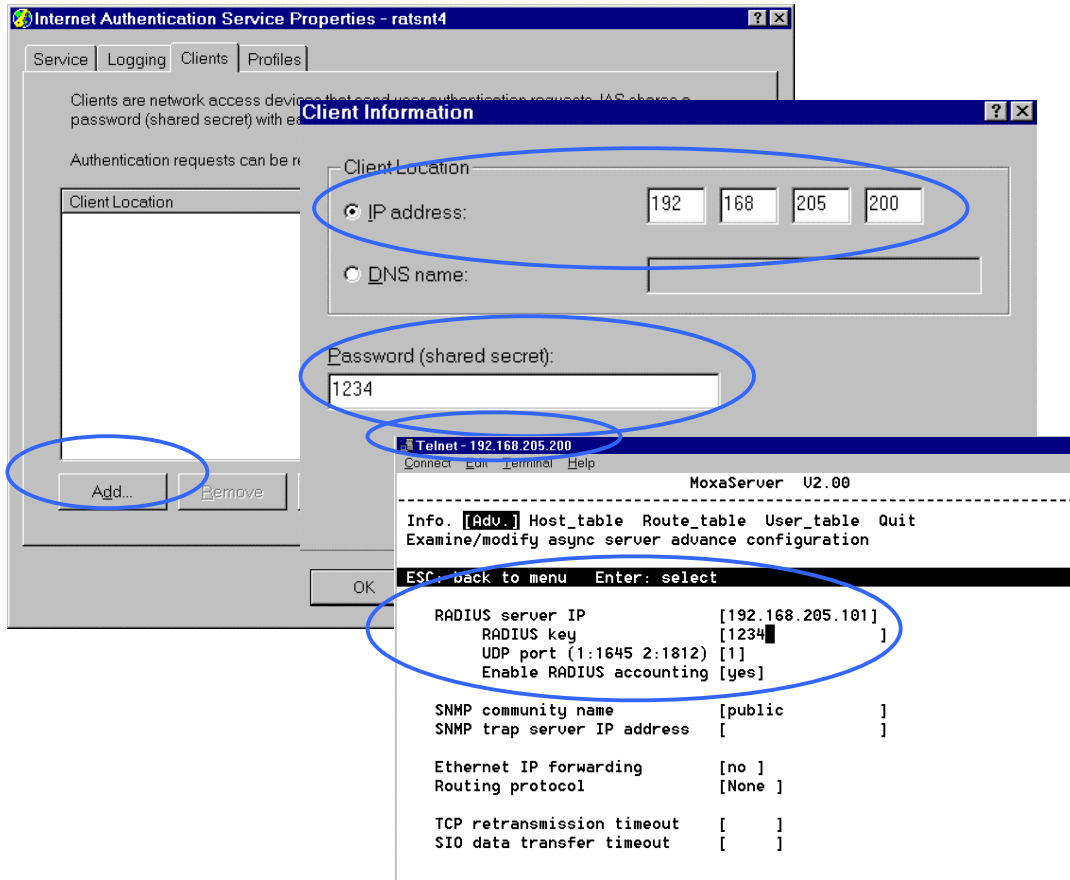 Internet Authentication Service Properties - ratsnt4
Service Logging Clients Profiles
Clients are network access devices that send user authentication requests. IAS shares a
password (shared secret) with ea
Authentication requests can be re
Client Location
Add... Remove
OK
Client Information
Client Location
IP address: 192 168 205 200
DNS name:
Password (shared secret):
1234
Telnet - 192.168.205.200
Connect Edit Terminal Help
MoxaServer V2.00
Info. [Adv.] Host_table Route_table User_table Quit
Examine/modify async server advance configuration
ESC: back to menu Enter: select
RADIUS server IP [192.168.205.101]
RADIUS key [1234 ]
UDP port (1:1645 2:1812) [1]
Enable RADIUS accounting [yes]
SNMP community name [public ]
SNMP trap server IP address [ ]
Ethernet IP forwarding [no ]
Routing protocol [None ]
TCP retransmission timeout [ ]
SIO data transfer timeout [ ]